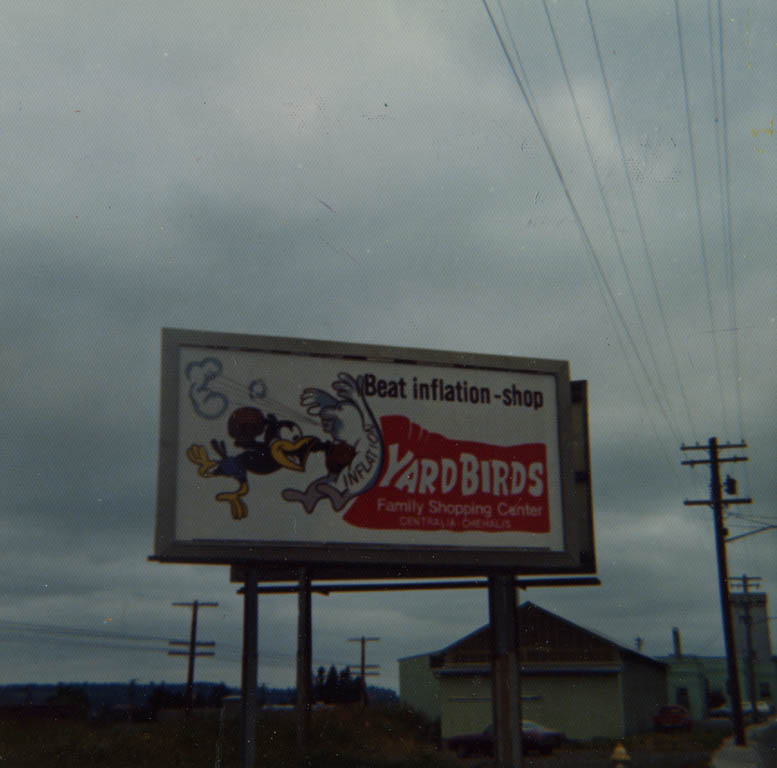 Beat inflation-shop
INFLATION
YARDBIRDS
Family Shopping Center
CENTRALIA-CHEHALIS